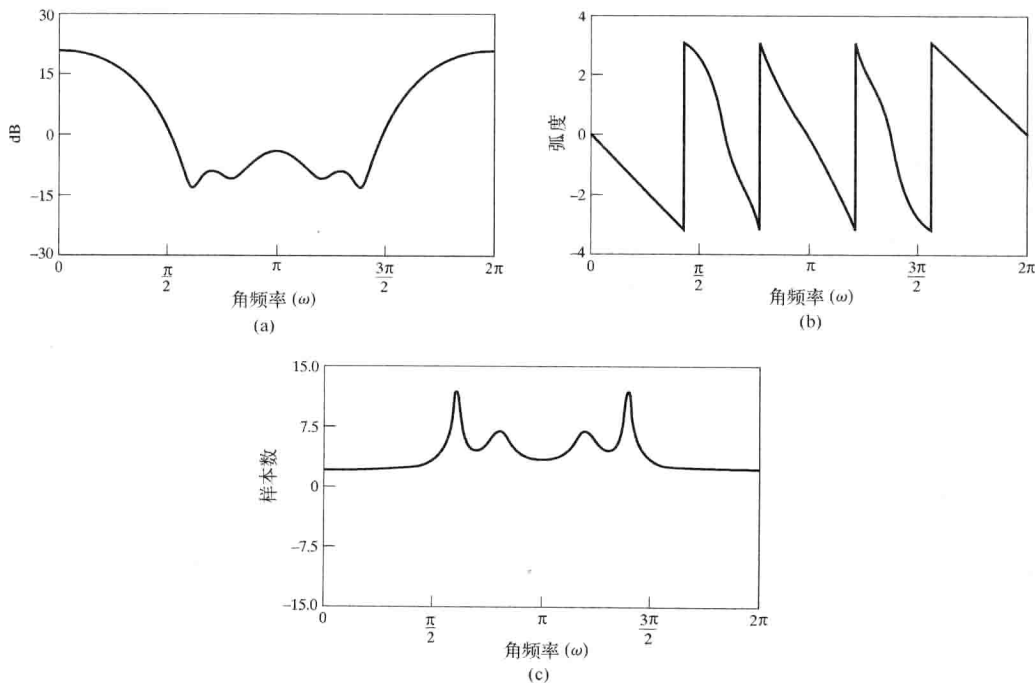 30
15
0
−15
−30
dB
0
π/2
π
3π/2
2π
角频率 (ω)
(a)
4
2
0
−2
−4
弧度
0
π/2
π
3π/2
2π
角频率 (ω)
(b)
15.0
7.5
0
−7.5
−15.0
样本数
0
π/2
π
3π/2
2π
角频率 (ω)
(c)